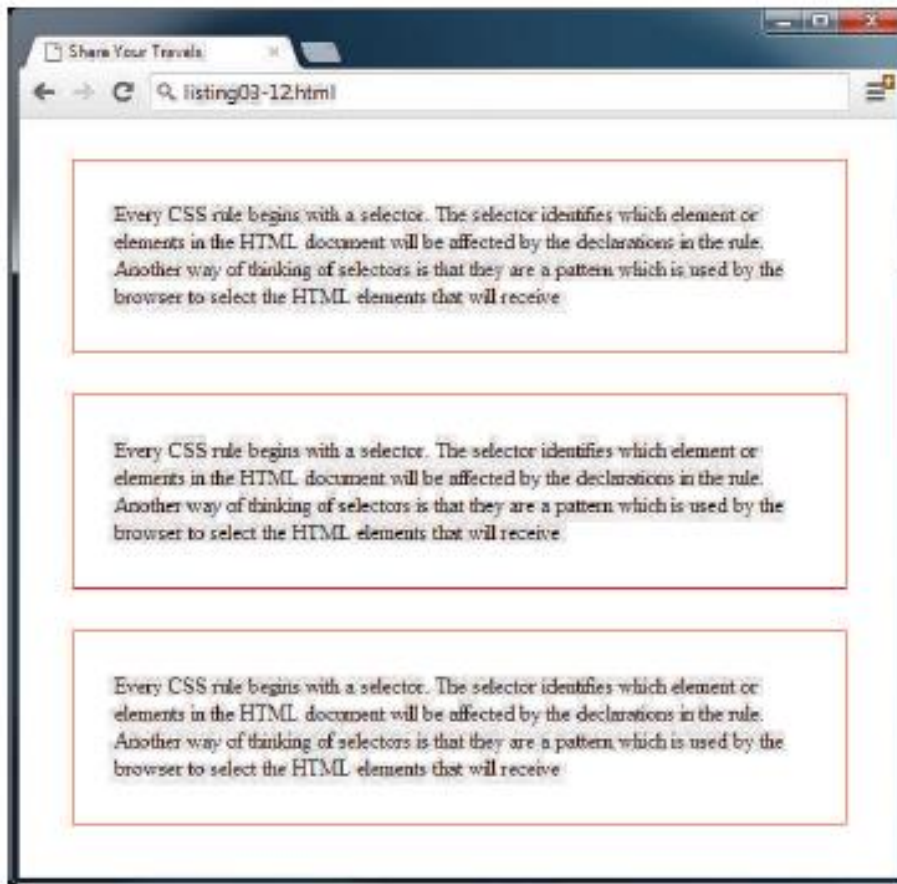 Share Your Travels
listing03-12.html
Every CSS rule begins with a selector. The selector identifies which element or
elements in the HTML document will be affected by the declarations in the rule.
Another way of thinking of selectors is that they are a pattern which is used by the
browser to select the HTML elements that will receive
Every CSS rule begins with a selector. The selector identifies which element or
elements in the HTML document will be affected by the declarations in the rule.
Another way of thinking of selectors is that they are a pattern which is used by the
browser to select the HTML elements that will receive
Every CSS rule begins with a selector. The selector identifies which element or
elements in the HTML document will be affected by the declarations in the rule.
Another way of thinking of selectors is that they are a pattern which is used by the
browser to select the HTML elements that will receive